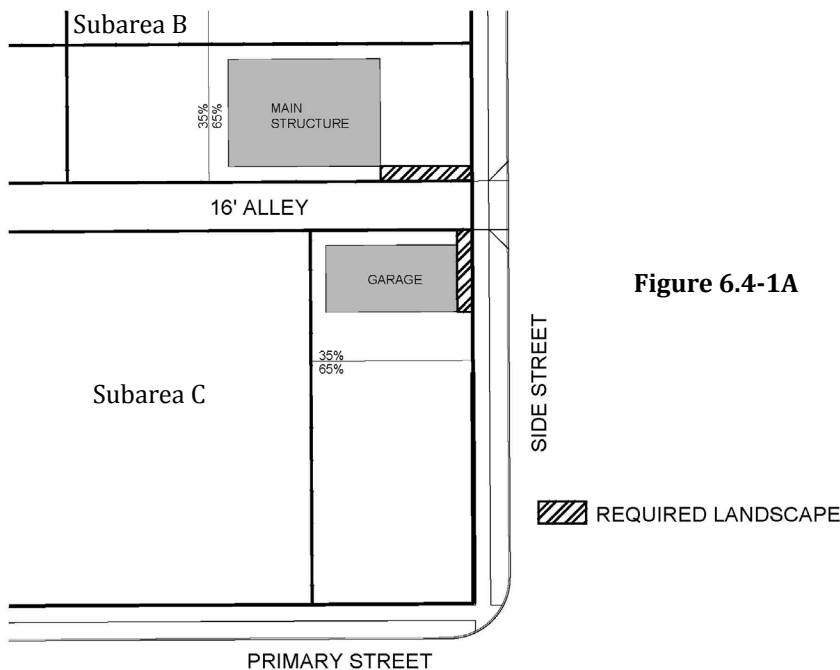 Subarea B
35%
65%
MAIN
STRUCTURE
16' ALLEY
GARAGE
Figure 6.4-1A
35%
65%
Subarea C
SIDE STREET
REQUIRED LANDSCAPE
PRIMARY STREET